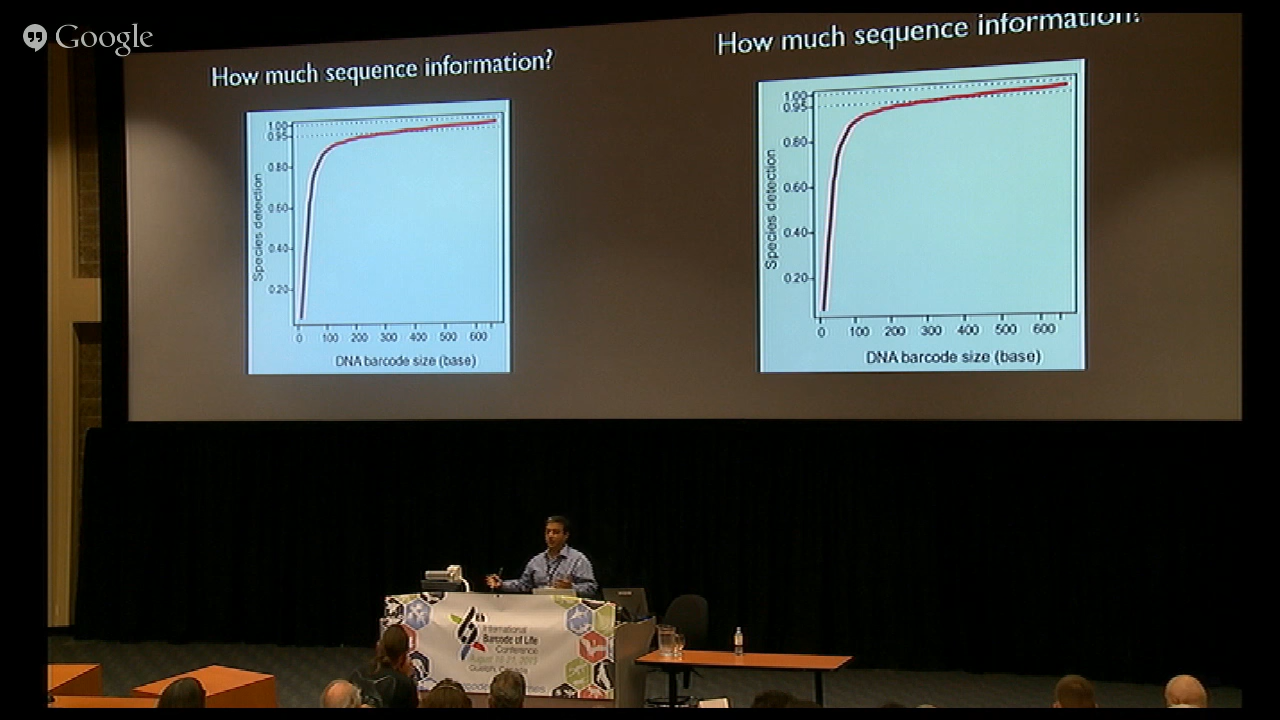 Google
How much sequence information?
1.00
0.95
0.80
0.60
0.40
0.20
Species detection
0 100 200 300 400 500 600
DNA barcode size (base)
How much sequence information?
1.00
0.95
0.80
0.60
0.40
0.20
Species detection
0 100 200 300 400 500 600
DNA barcode size (base)
6th
International
Barcode of Life
Conference
Guelph, Canada